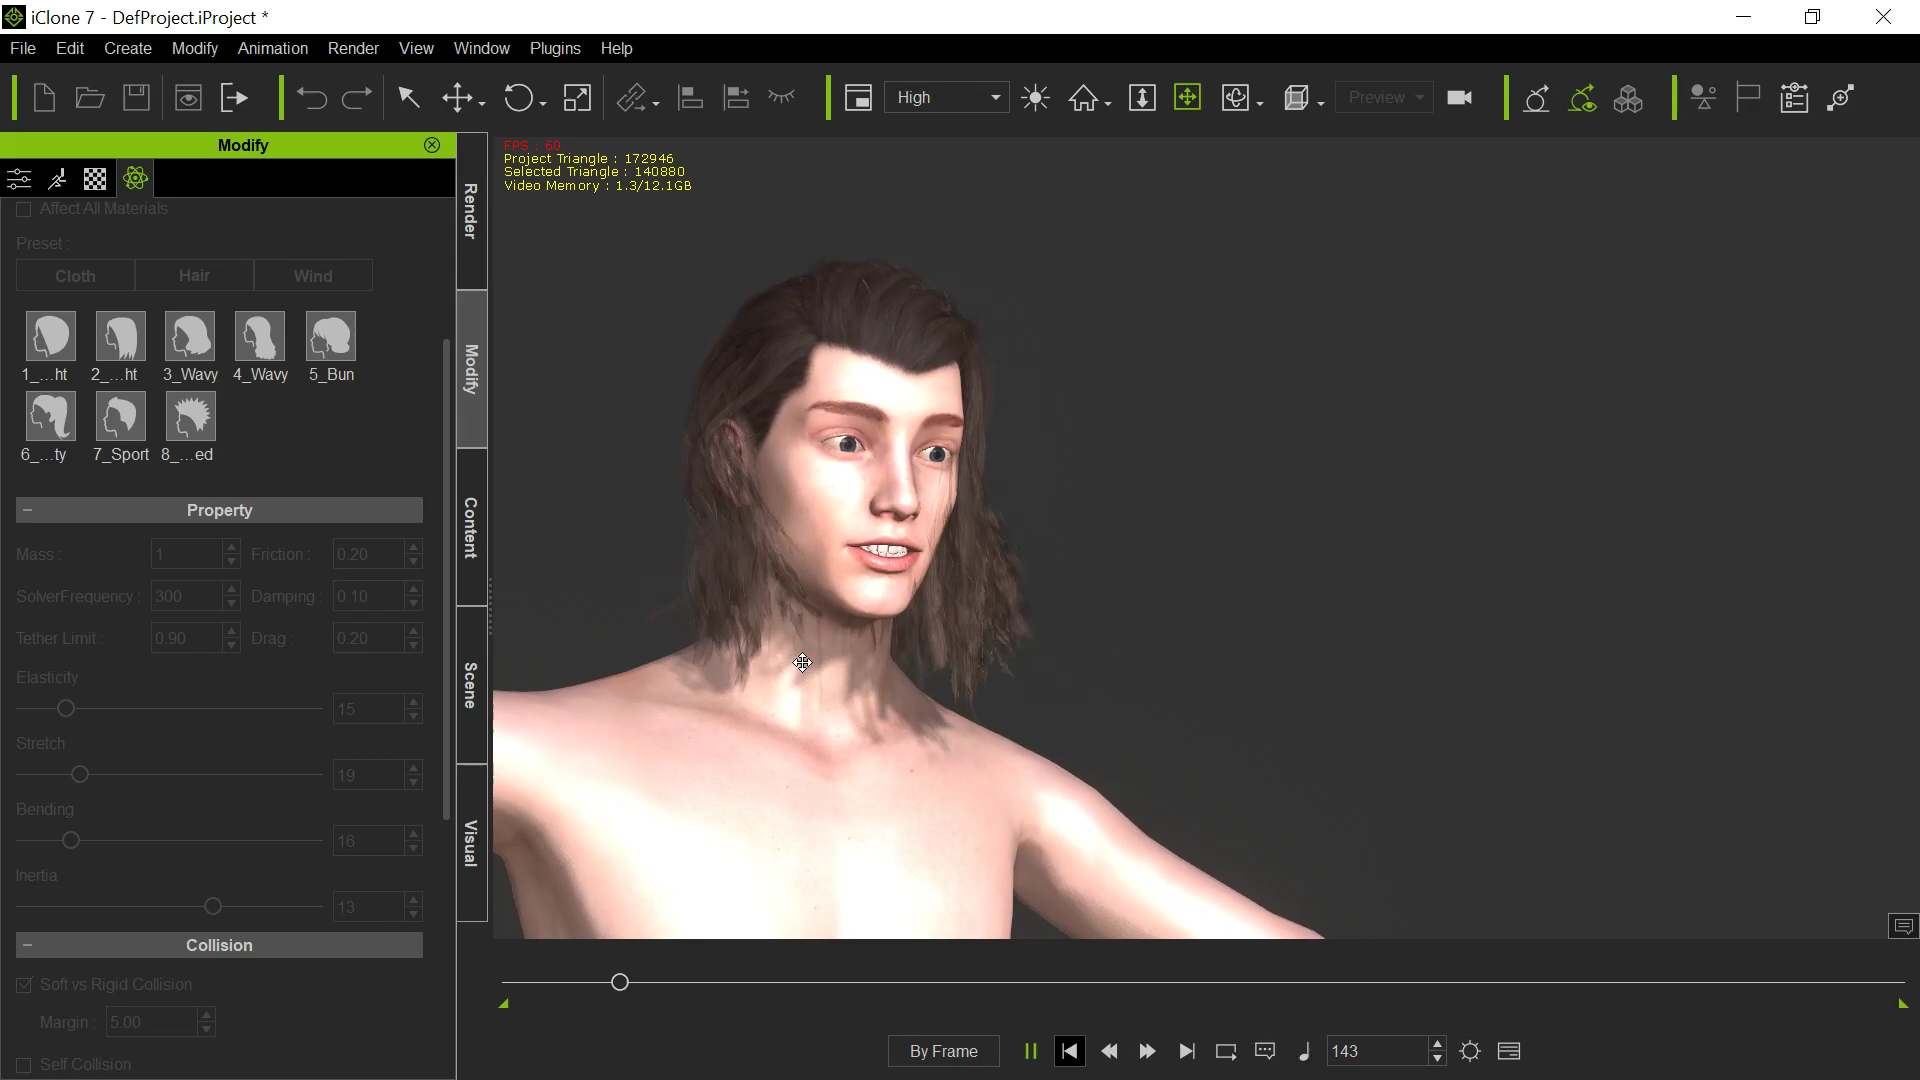 iClone 7 - DefProject.iProject *
File Edit Create Modify Animation Render View Window Plugins Help
High
Preview
Modify
Affect All Materials
Preset :
Cloth Hair Wind
1_...ht 2_...ht 3_Wavy 4_Wavy 5_Bun
6_...ty 7_Sport 8_...ed
Property
Mass : 1 Friction : 0.20
SolverFrequency : 300 Damping : 0.10
Tether Limit : 0.90 Drag : 0.20
Elasticity
15
Stretch
19
Bending
16
Inertia
13
Collision
Soft vs Rigid Collision
Margin : 5.00
Self Collision
Render
Modify
Content
Scene
Visual
FPS : 60
Project Triangle : 172946
Selected Triangle : 140880
Video Memory : 1.3/12.1GB
By Frame
143